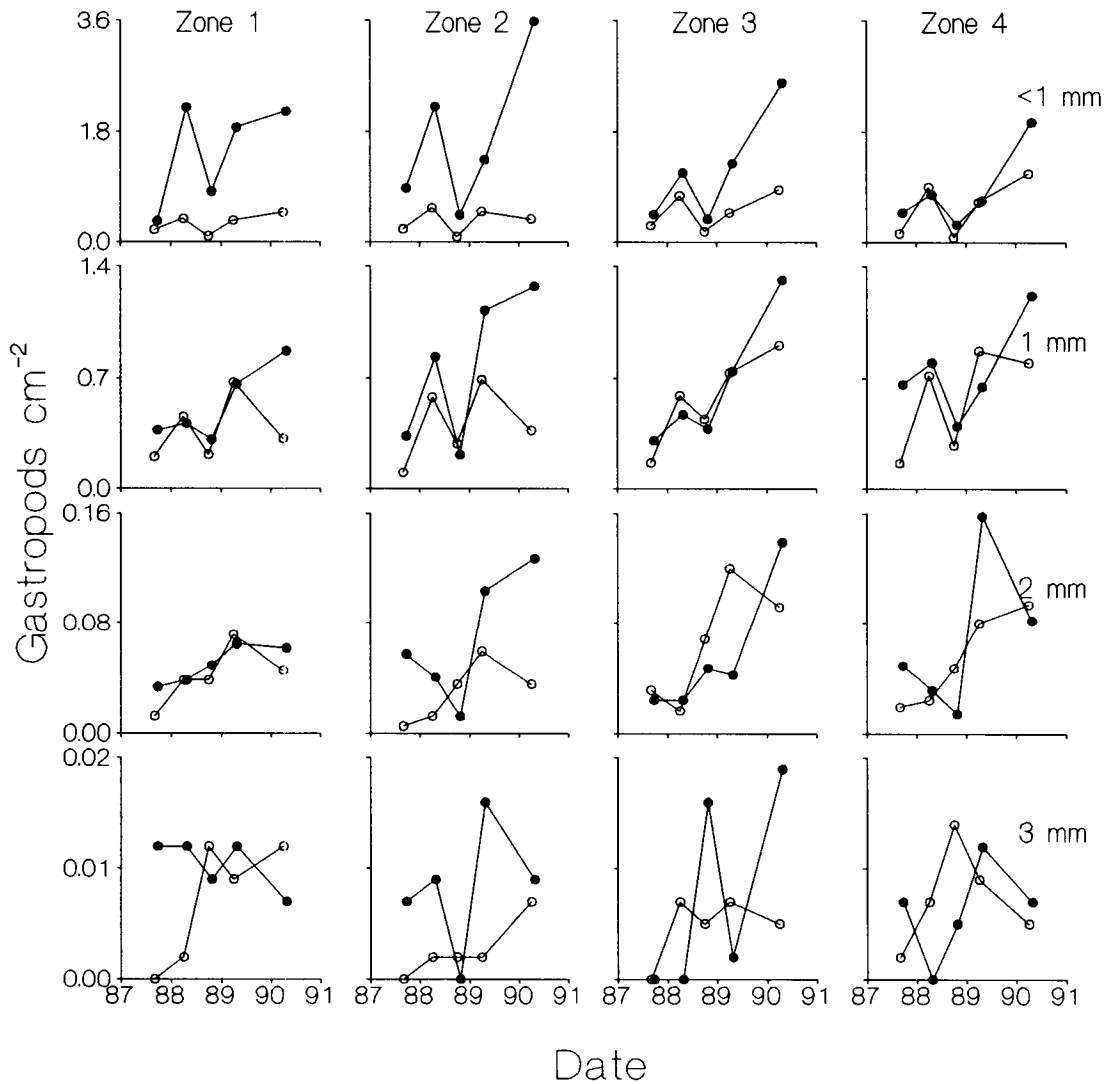 Zone 1 Zone 2 Zone 3 Zone 4
3.6
<1 mm
1.8
0.0
1.4
1 mm
0.7
0.0
Gastropods cm⁻²
0.16
2 mm
0.08
0.00
0.02
3 mm
0.01
0.00
87 88 89 90 91 87 88 89 90 91 87 88 89 90 91 87 88 89 90 91
Date